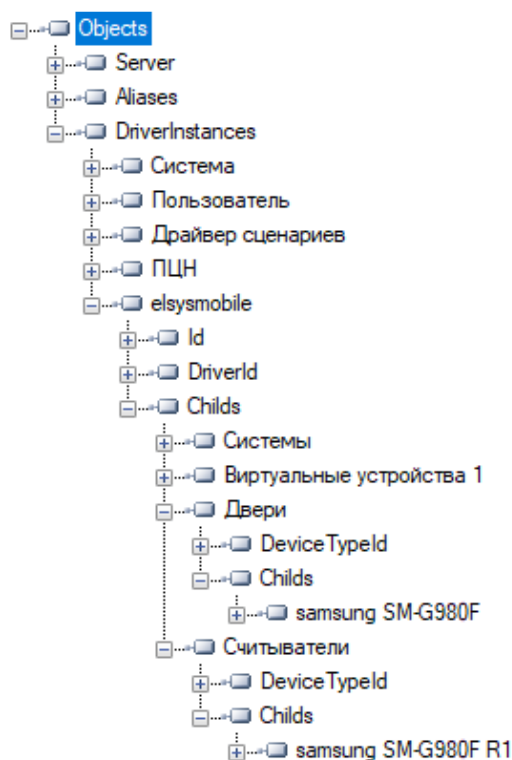 Objects
Server
Aliases
DriverInstances
Система
Пользователь
Драйвер сценариев
ПЦН
elsysmobile
Id
DriverId
Childs
Системы
Виртуальные устройства 1
Двери
DeviceTypeId
Childs
samsung SM-G980F
Считыватели
DeviceTypeId
Childs
samsung SM-G980F R1